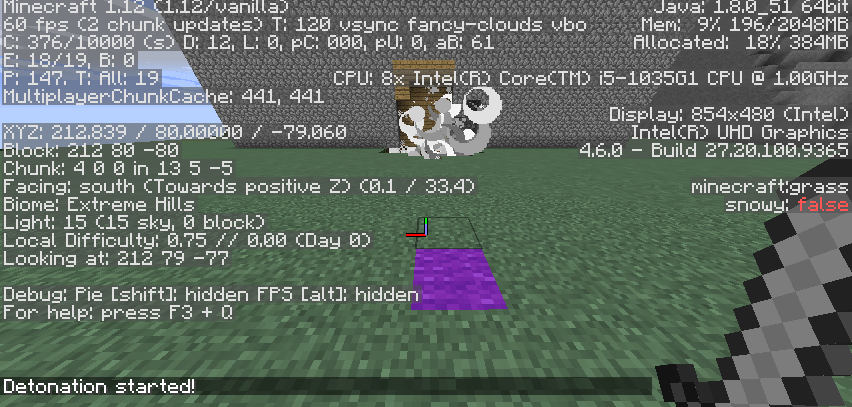 Minecraft 1.12 (1.12/vanilla)
60 fps (2 chunk updates) T: 120 vsync fancy-clouds vbo
C: 376/10000 (s) D: 12, L: 0, pC: 000, pU: 0, aB: 61
E: 18/19, B: 0
P: 147. T: All: 19
MultiplayerChunkCache: 441, 441
XYZ: 212.839 / 80.00000 / -79.060
Block: 212 80 -80
Chunk: 4 0 0 in 13 5 -5
Facing: south (Towards positive Z) (0.1 / 33.4)
Biome: Extreme Hills
Light: 15 (15 sky, 0 block)
Local Difficulty: 0.75 // 0.00 (Day 0)
Looking at: 212 79 -77
Debug: Pie [shift]: hidden FPS [alt]: hidden
For help: press F3 + Q
Java: 1.8.0_51 64bit
Mem: 9% 196/2048MB
Allocated: 18% 384MB
CPU: 8x Intel(R) Core(TM) i5-1035G1 CPU @ 1.00GHz
Display: 854x480 (Intel)
Intel(R) UHD Graphics
4.6.0 - Build 27.20.100.9365
minecraft:grass
snowy: false
Detonation started!